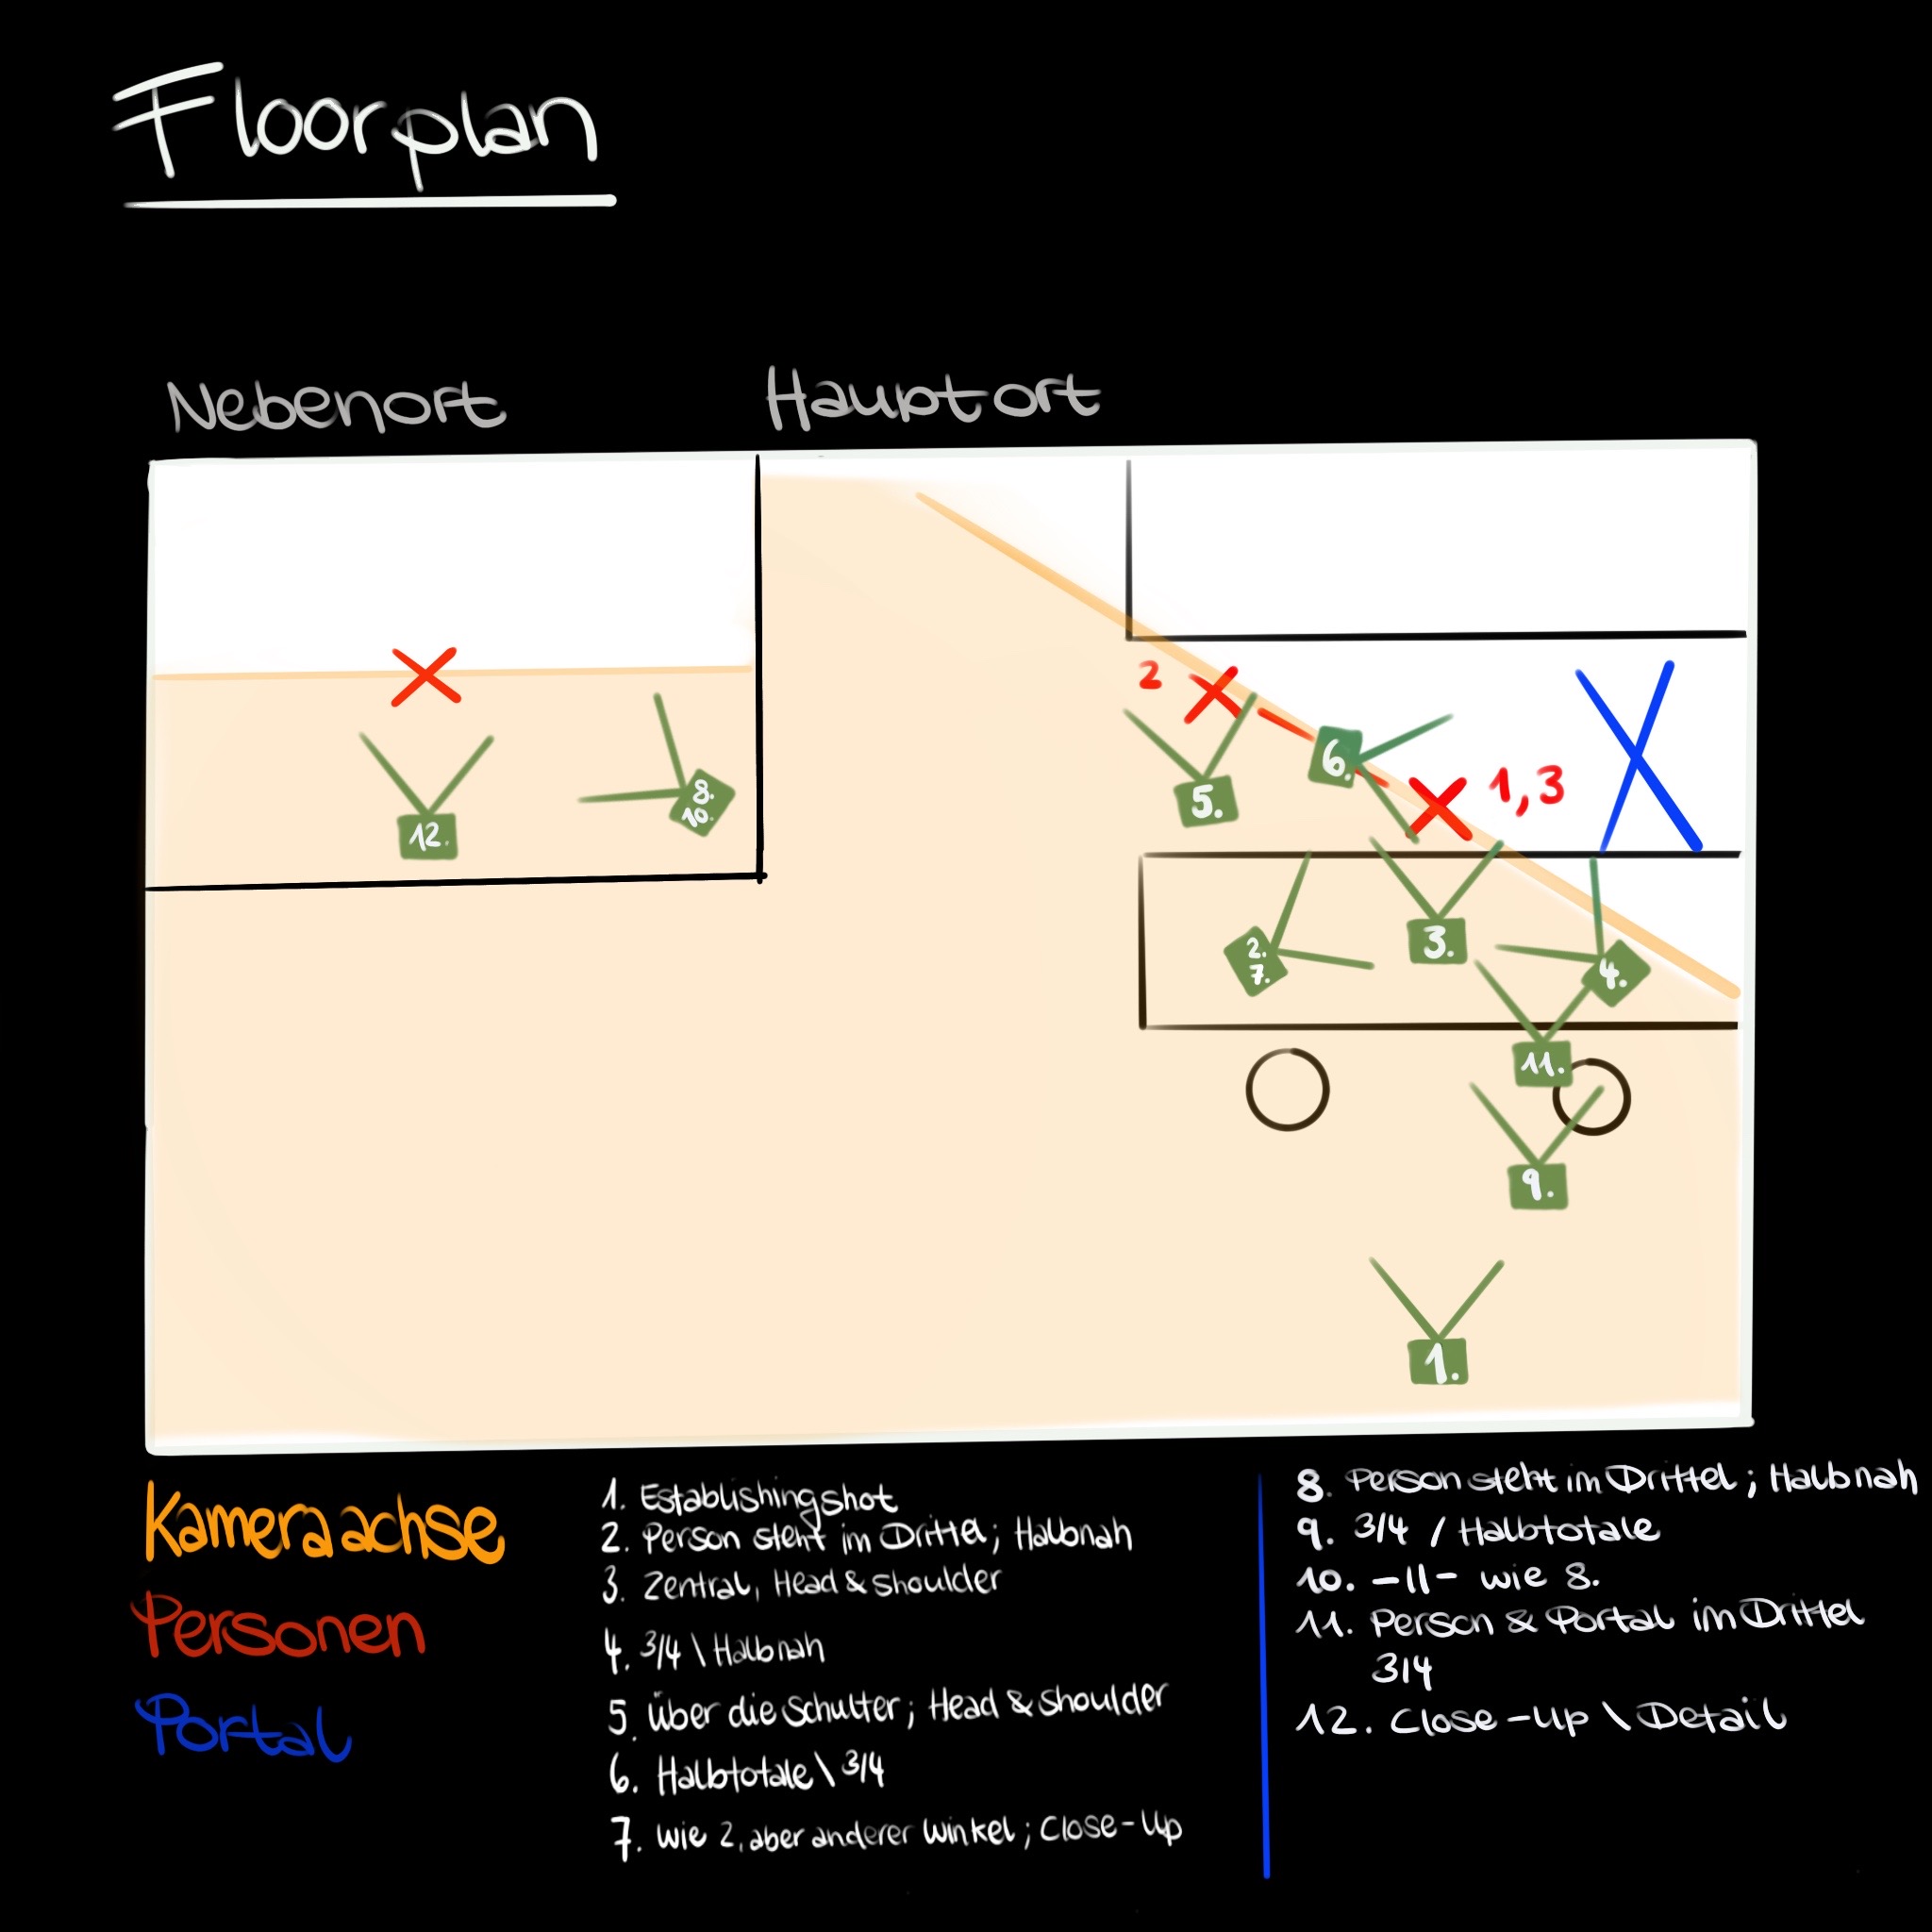 Floorplan
Nebenort
Hauptort
2
6.
1,3
5.
8.
10.
12.
2.
7.
3.
4.
11.
9.
1.
Kameraachse
Personen
Portal
1. Establishingshot
2. Person steht im Drittel; Halbnah
3. Zentral, Head & Shoulder
4. 3/4 \ Halbnah
5. über die Schulter; Head & Shoulder
6. Halbtotale \ 3/4
7. wie 2, aber anderer Winkel; Close-Up
8. Person steht im Drittel; Halbnah
9. 3/4 / Halbtotale
10. -11- wie 8.
11. Person & Portal im Drittel
3/4
12. Close-Up \ Detail